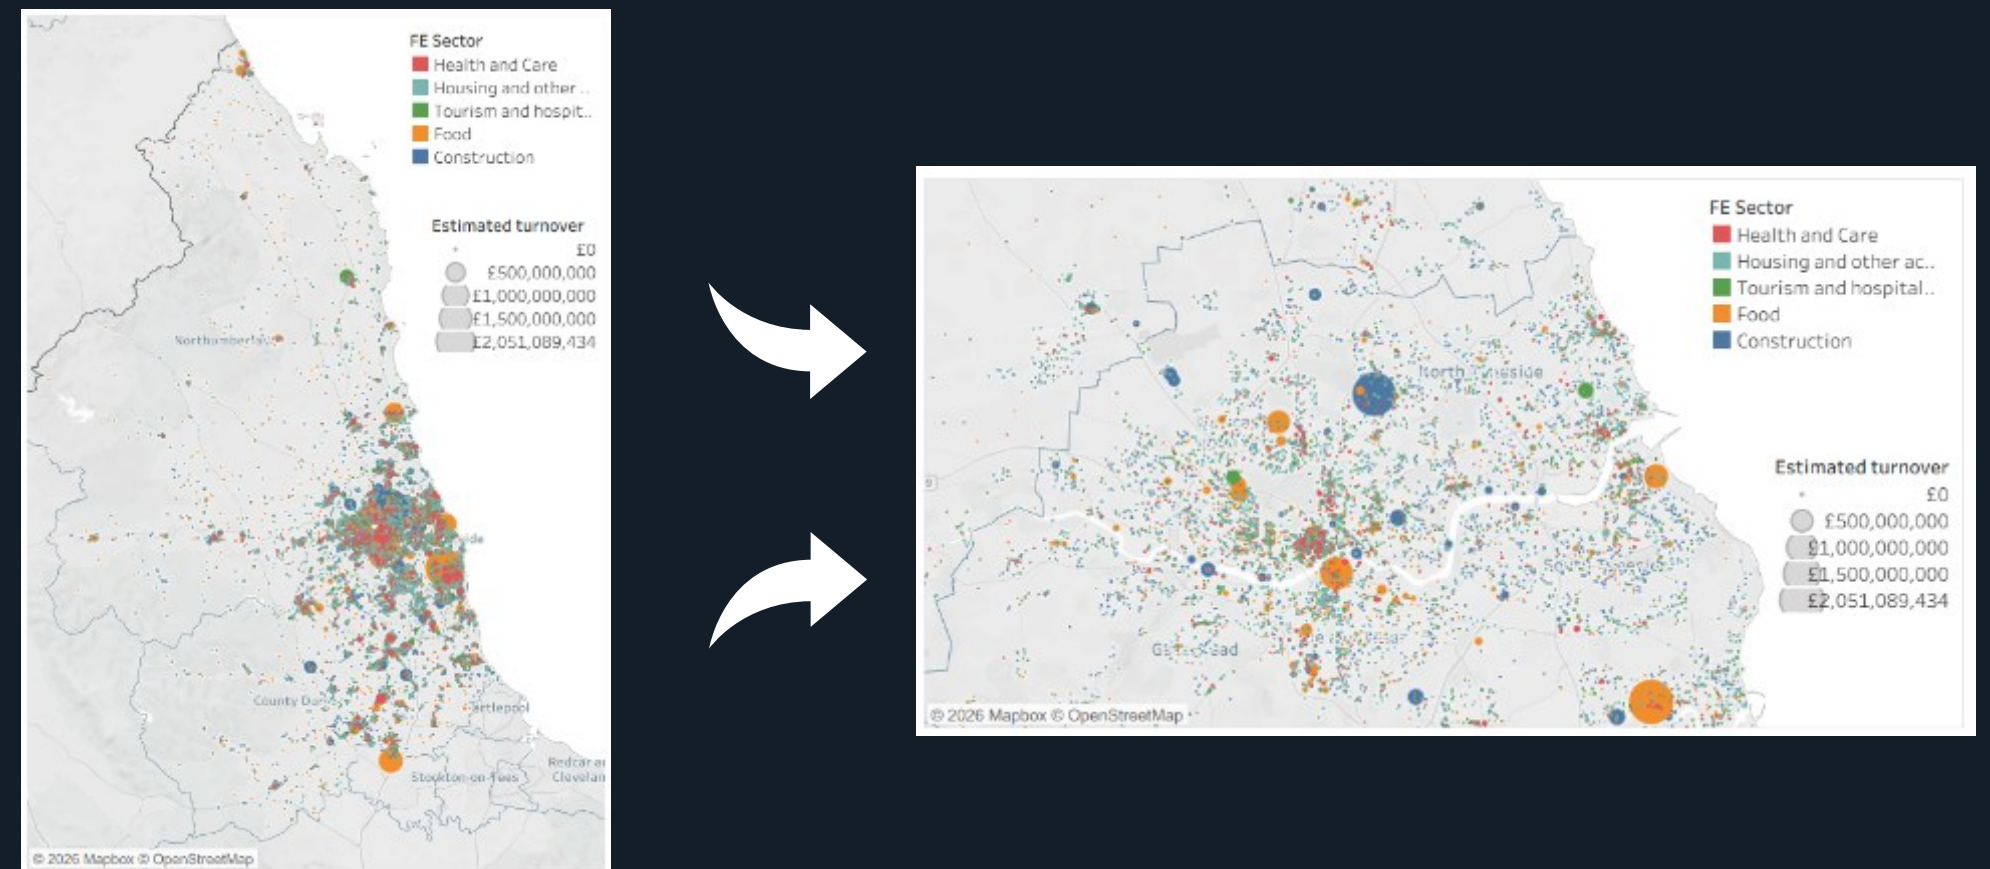 FE Sector
Health and Care
Housing and other ..
Tourism and hospit..
Food
Construction
Estimated turnover
£0
£500,000,000
£1,000,000,000
£1,500,000,000
£2,051,089,434
Hartlepool
Stockton-on-Tees
© 2026 Mapbox © OpenStreetMap
FE Sector
Health and Care
Housing and other ac..
Tourism and hospital..
Food
Construction
North Tyneside
Estimated turnover
£0
£500,000,000
£1,000,000,000
£1,500,000,000
£2,051,089,434
© 2026 Mapbox © OpenStreetMap